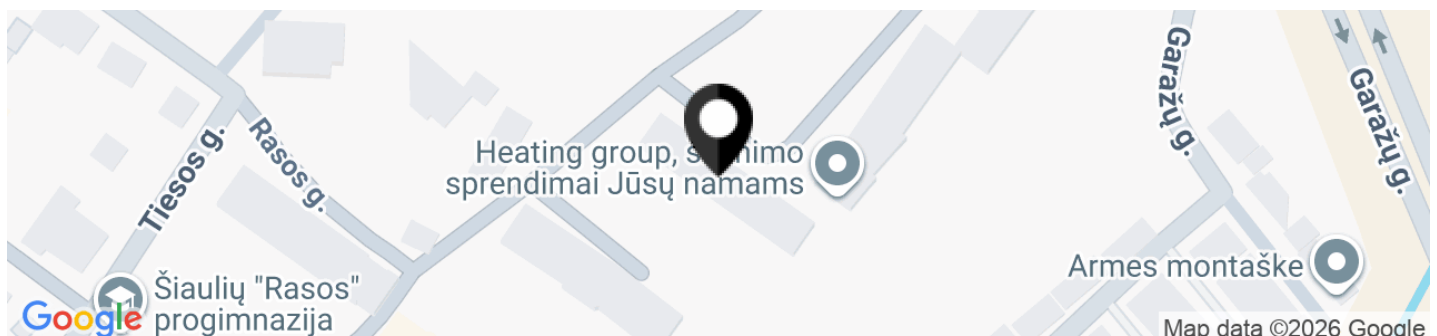 Garažų g.
Garažų g.
Tiesos g.
Rasos g.
Heating group, 
sprendimai Jūsų namams
Armes montaške
Šiaulių "Rasos"
progimnazija
Google
Map data ©2026 Google